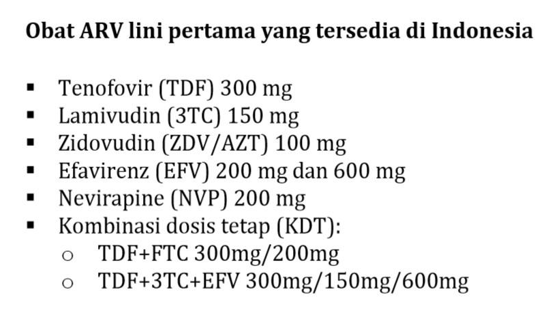 Obat ARV lini pertama yang tersedia di Indonesia
▪ Tenofovir (TDF) 300 mg
▪ Lamivudin (3TC) 150 mg
▪ Zidovudin (ZDV/AZT) 100 mg
▪ Efavirenz (EFV) 200 mg dan 600 mg
▪ Nevirapine (NVP) 200 mg
▪ Kombinasi dosis tetap (KDT):
o TDF+FTC 300mg/200mg
o TDF+3TC+EFV 300mg/150mg/600mg